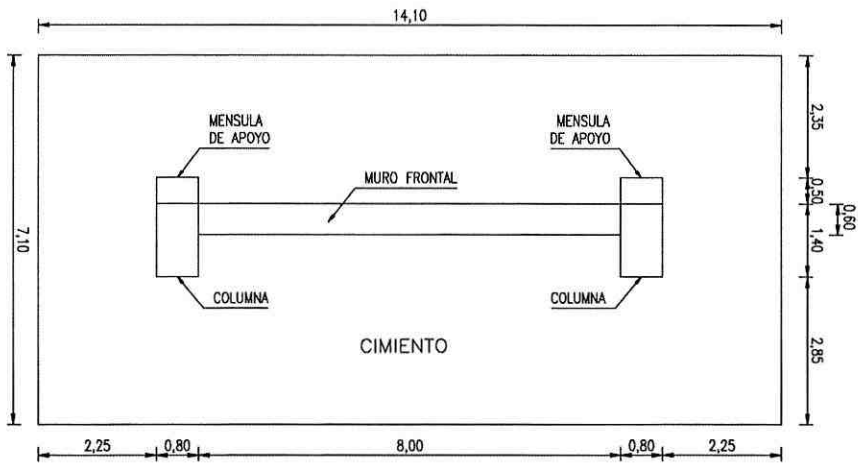 14,10
MENSULA
DE APOYO
MENSULA
DE APOYO
2,35
MURO FRONTAL
0,50
0,60
7,10
1,40
COLUMNA
COLUMNA
CIMIENTO
2,85
2,25
0,80
8,00
0,80
2,25